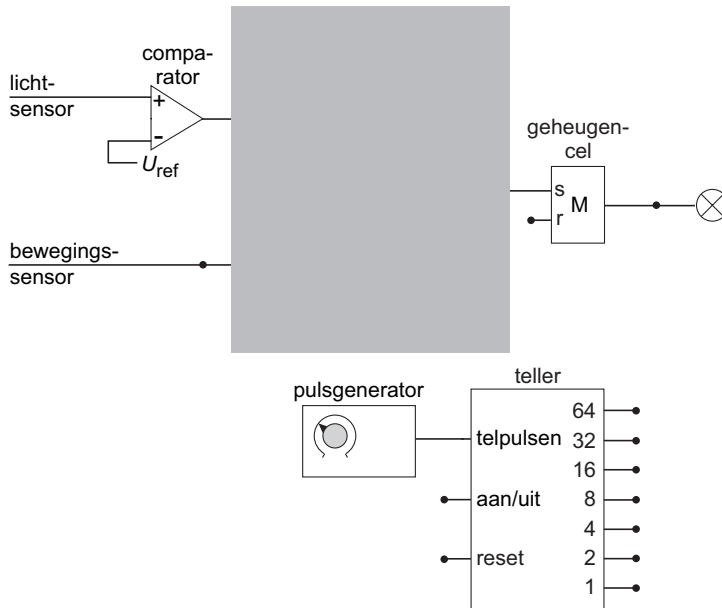 compa-
rator
licht-
sensor
+
-
Uref
geheugen-
cel
s
M
r
bewegings-
sensor
teller
pulsgenerator
64
telpulsen 32
16
aan/uit 8
4
reset 2
1